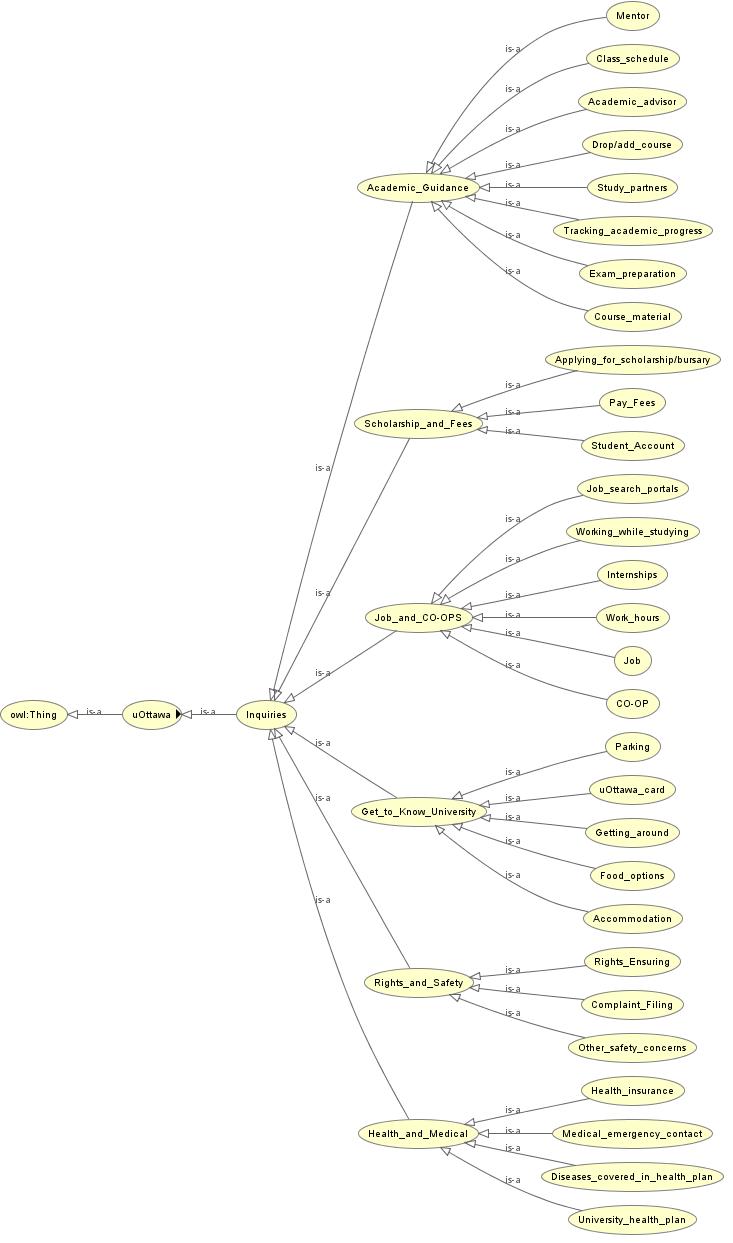 Mentor
is-a
Class_schedule
is-a
Academic_advisor
is-a
Drop/add_course
is-a
Academic_Guidance
is-a
Study_partners
is-a
Tracking_academic_progress
is-a
Exam_preparation
is-a
Course_material
Applying_for_scholarship/bursary
is-a
Pay_Fees
is-a
Scholarship_and_Fees
is-a
Student_Account
is-a
Job_search_portals
is-a
Working_while_studying
is-a
Internships
is-a
is-a
Job_and_CO-OPS
is-a
Work_hours
is-a
Job
is-a
is-a
CO-OP
owl:Thing
is-a
uOttawa
is-a
Inquiries
is-a
Parking
is-a
uOttawa_card
is-a
is-a
Get_to_Know_University
is-a
Getting_around
is-a
Food_options
is-a
is-a
Accommodation
Rights_Ensuring
is-a
Rights_and_Safety
is-a
Complaint_Filing
is-a
Other_safety_concerns
Health_insurance
is-a
Health_and_Medical
is-a
Medical_emergency_contact
is-a
Diseases_covered_in_health_plan
is-a
University_health_plan